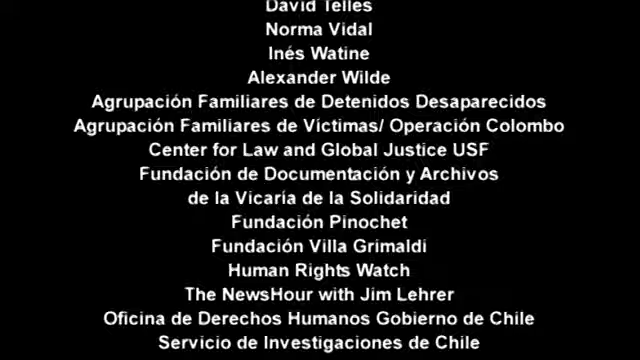 David Telles
Norma Vidal
Inés Watine
Alexander Wilde
Agrupación Familiares de Detenidos Desaparecidos
Agrupación Familiares de Víctimas/ Operación Colombo
Center for Law and Global Justice USF
Fundación de Documentación y Archivos
de la Vicaría de la Solidaridad
Fundación Pinochet
Fundación Villa Grimaldi
Human Rights Watch
The NewsHour with Jim Lehrer
Oficina de Derechos Humanos Gobierno de Chile
Servicio de Investigaciones de Chile